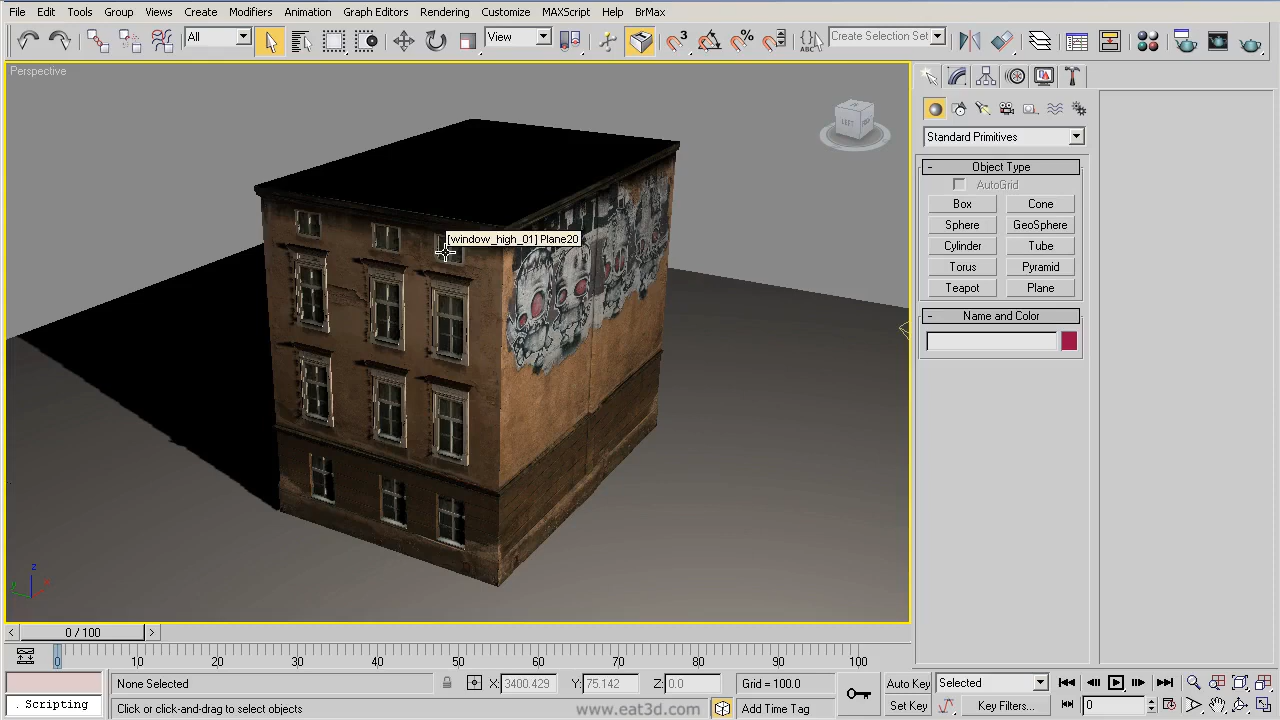 File Edit Tools Group Views Create Modifiers Animation Graph Editors Rendering Customize MAXScript Help BrMax
All View 3 % ABC Create Selection Set
Perspective
Standard Primitives
- Object Type
AutoGrid
Box Cone
Sphere GeoSphere
Cylinder Tube
Torus Pyramid
Teapot Plane
- Name and Color
[window_high_01] Plane20
LEFT
z
0 / 100
0 10 20 30 40 50 60 70 80 90 100
None Selected X: 3400.429 Y: 75.142 Z: 0.0 Grid = 100.0 Auto Key Selected
Scripting Click or click-and-drag to select objects www.eat3d.com Add Time Tag Set Key Key Filters... 0